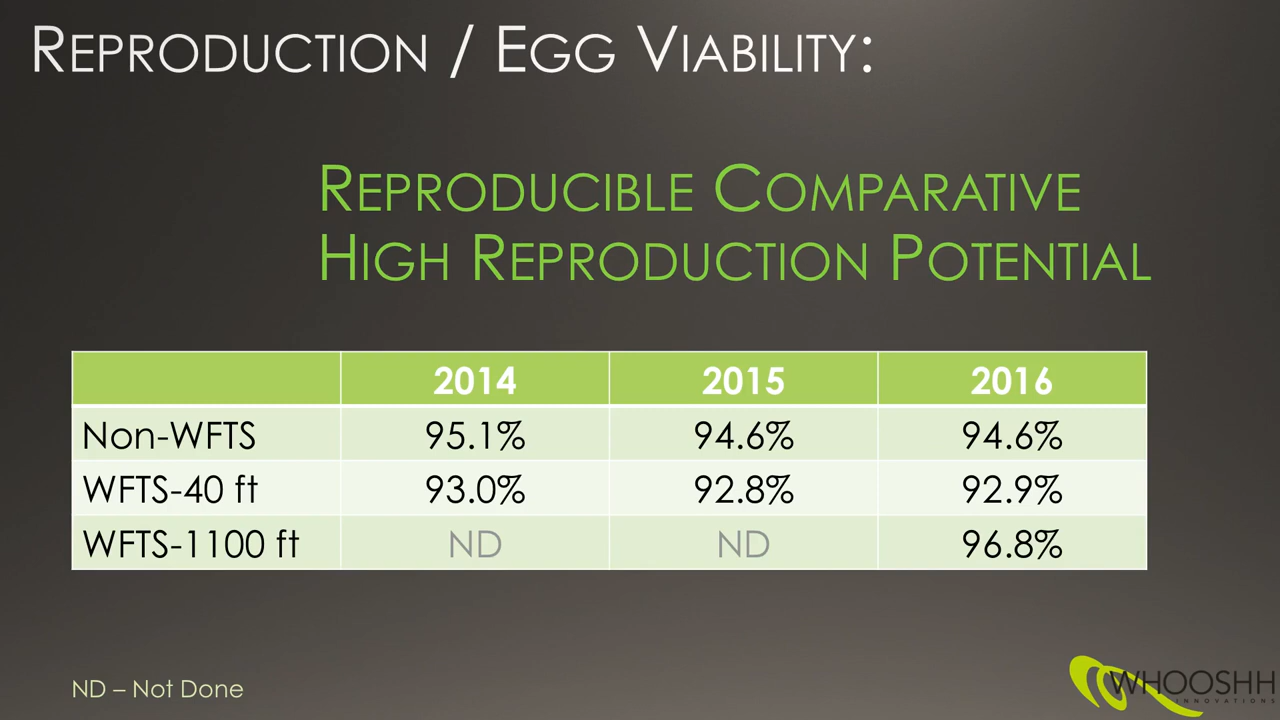 REPRODUCTION / EGG VIABILITY:
REPRODUCIBLE COMPARATIVE
HIGH REPRODUCTION POTENTIAL
2014 2015 2016
Non-WFTS 95.1% 94.6% 94.6%
WFTS-40 ft 93.0% 92.8% 92.9%
WFTS-1100 ft ND ND 96.8%
ND – Not Done
WHOOSHH
INNOVATIONS